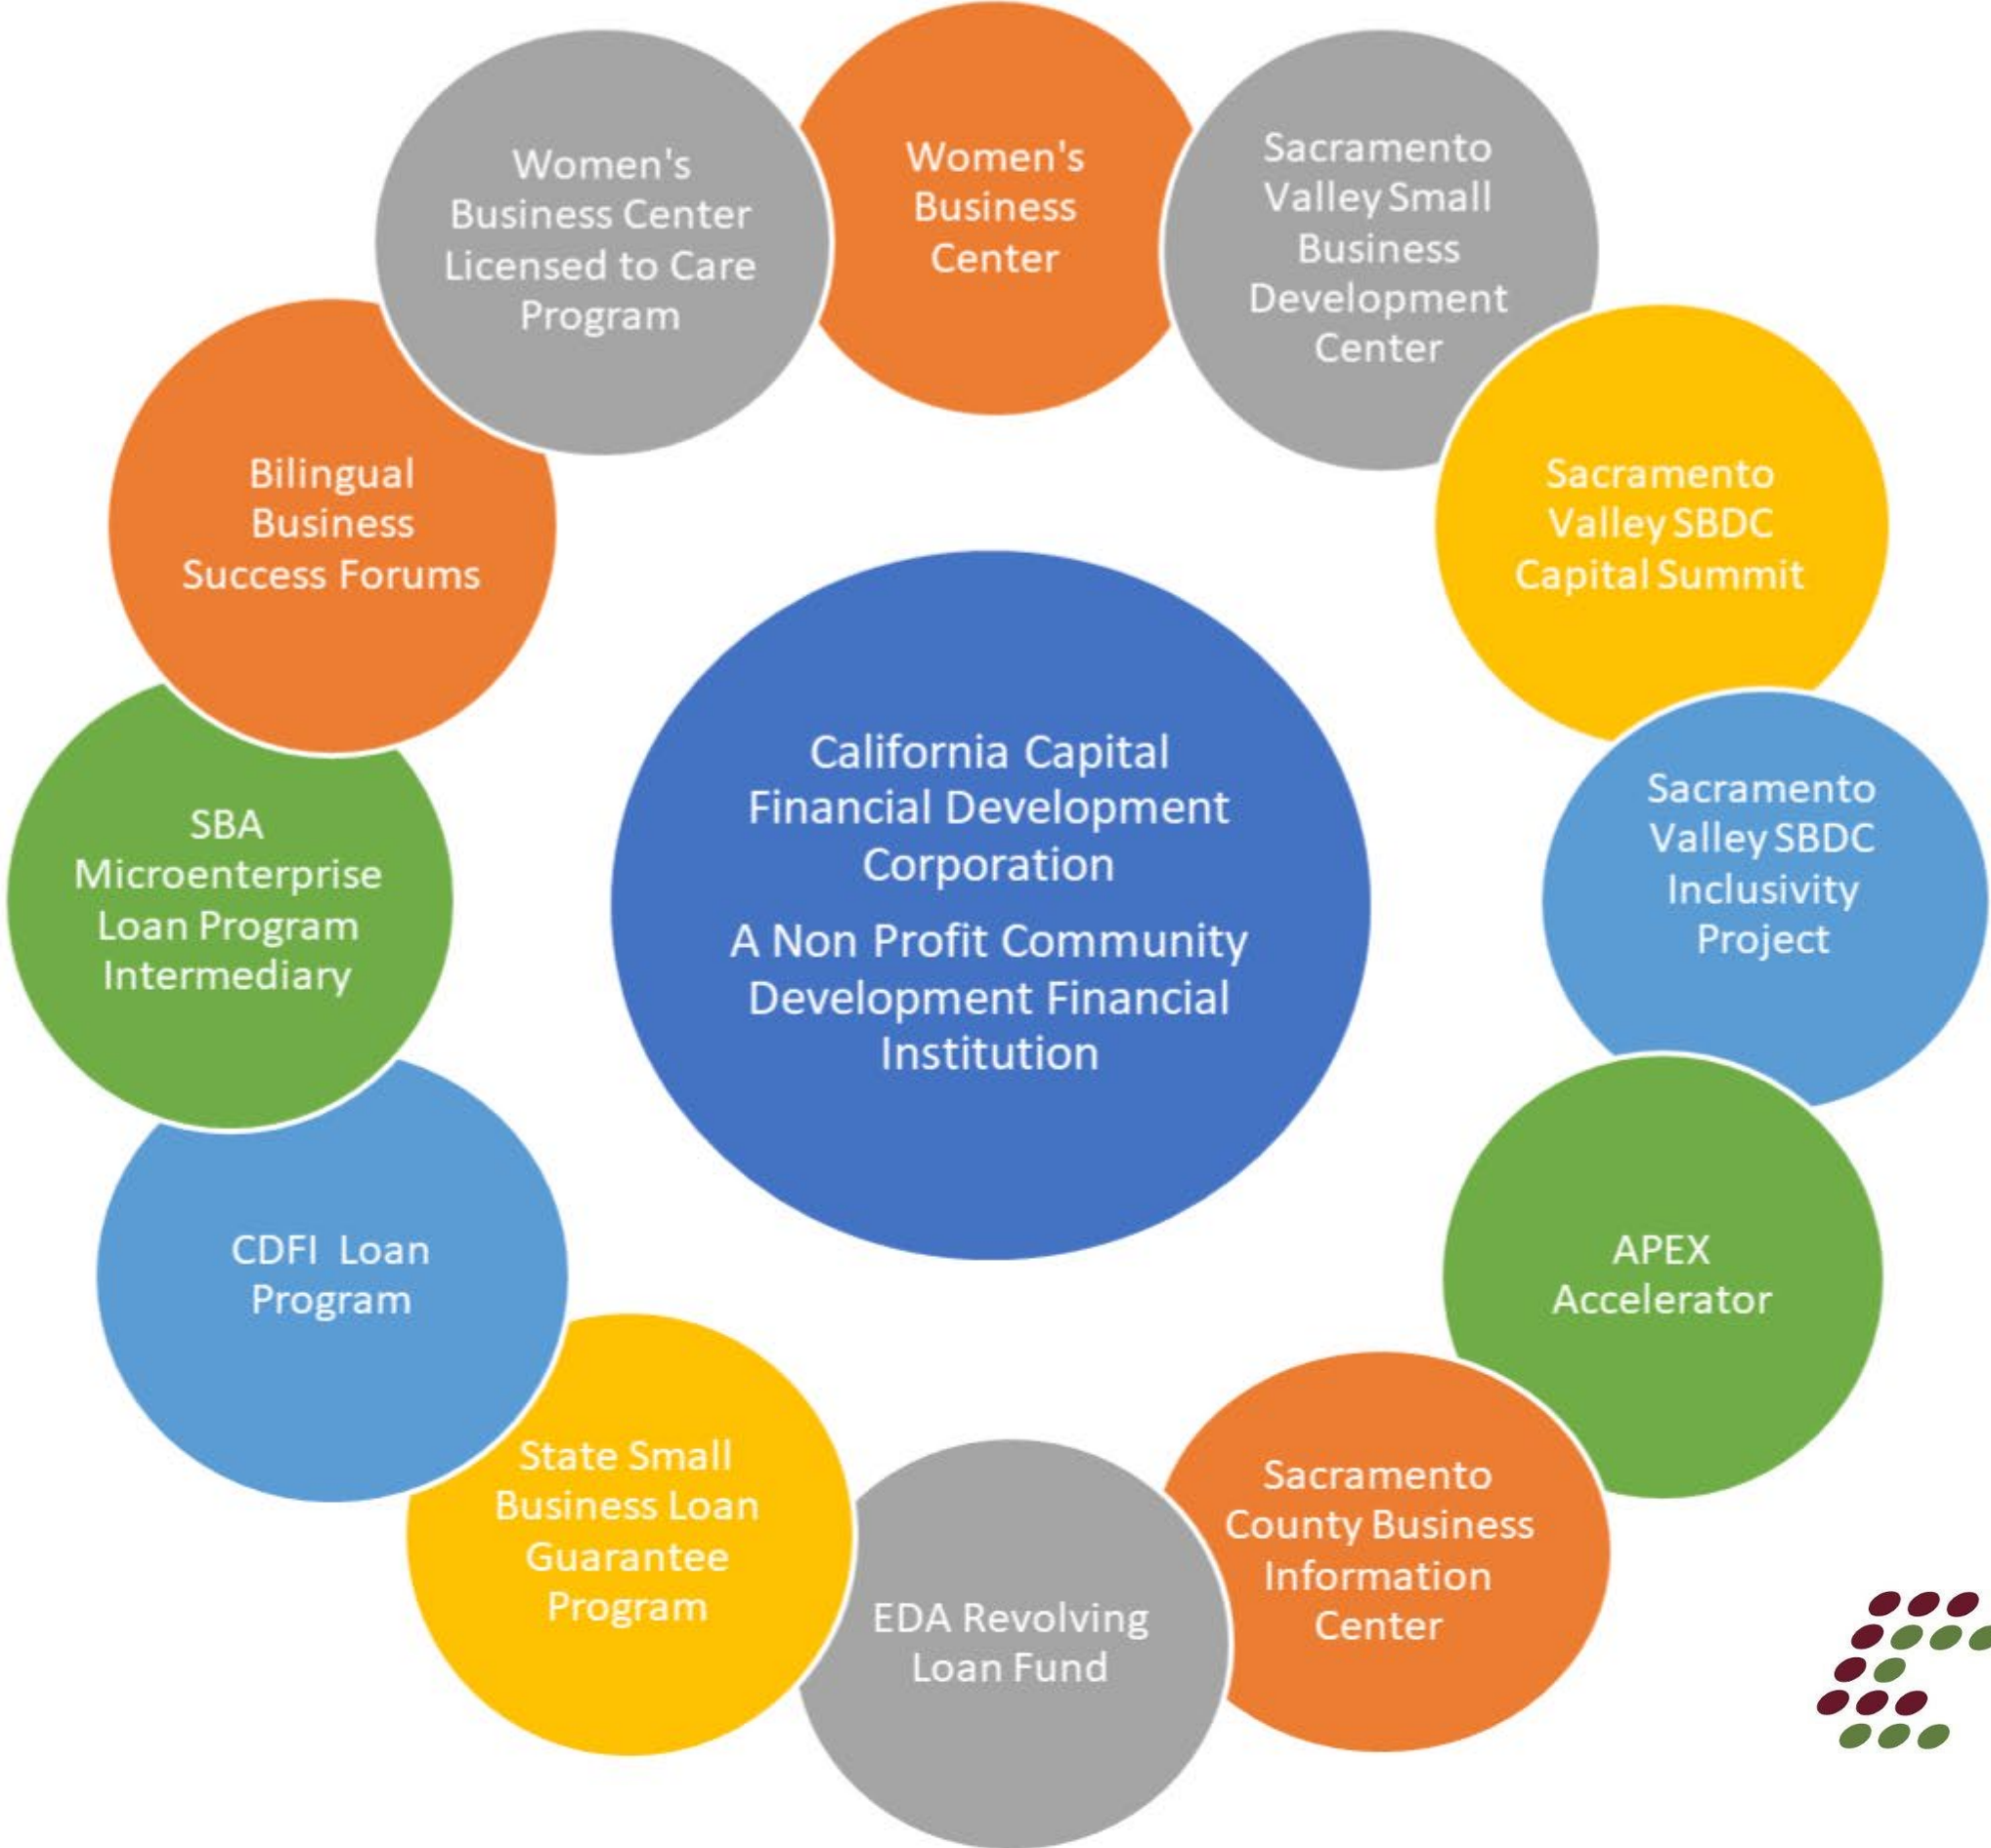 Women's
Business Center
Licensed to Care
Program
Women's
Business
Center
Sacramento
Valley Small
Business
Development
Center
Sacramento
Valley SBDC
Capital Summit
Sacramento
Valley SBDC
Inclusivity
Project
APEX
Accelerator
Sacramento
County Business
Information
Center
EDA Revolving
Loan Fund
State Small
Business Loan
Guarantee
Program
CDFI Loan
Program
SBA
Microenterprise
Loan Program
Intermediary
Bilingual
Business
Success Forums
California Capital
Financial Development
Corporation
A Non Profit Community
Development Financial
Institution